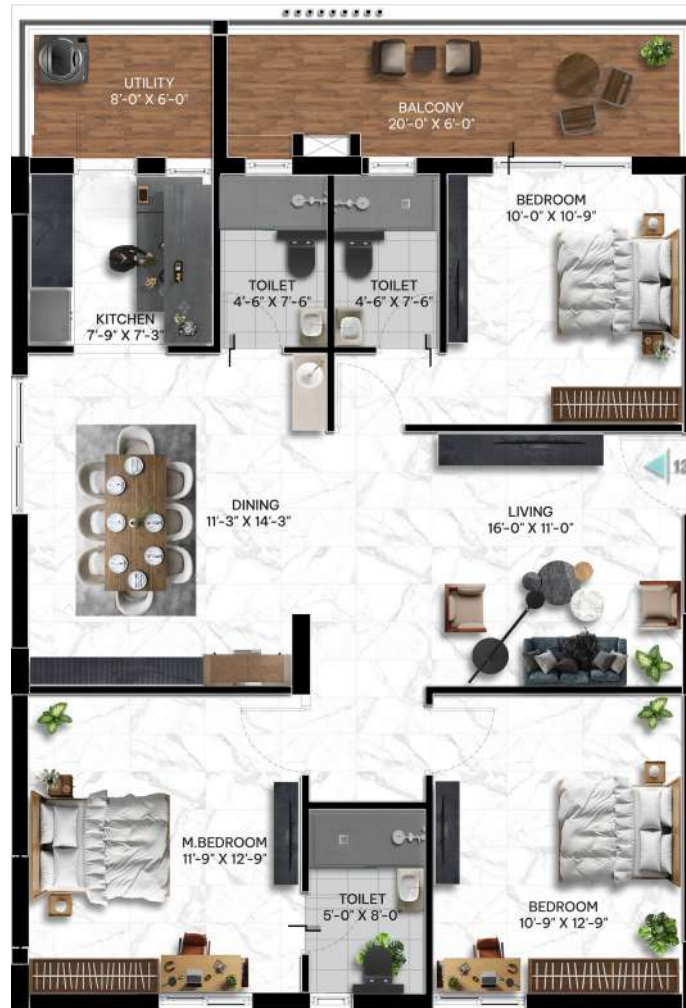 UTILITY
8'-0" X 6'-0"
BALCONY
20'-0" X 6'-0"
BEDROOM
10'-0" X 10'-9"
TOILET
4'-6" X 7'-6"
TOILET
4'-6" X 7'-6"
KITCHEN
7'-9" X 7'-3"
DINING
11'-3" X 14'-3"
LIVING
16'-0" X 11'-0"
M.BEDROOM
11'-9" X 12'-9"
TOILET
5'-0" X 8'-0"
BEDROOM
10'-9" X 12'-9"